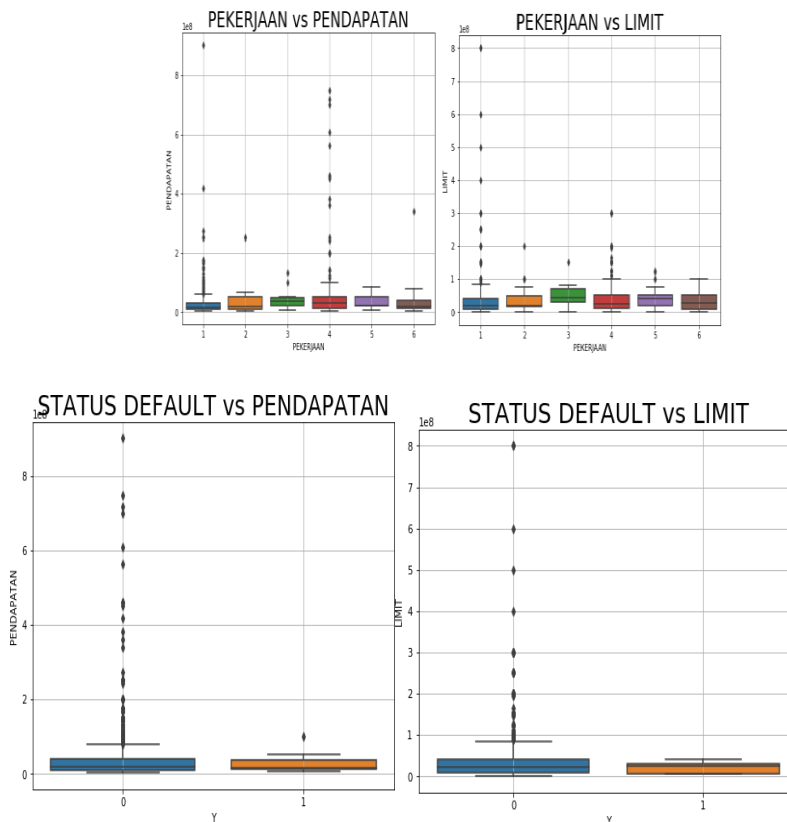 PEKERJAAN vs PENDAPATAN
1e8
8
6
4
2
0
PENDAPATAN
1 2 3 4 5 6
PEKERJAAN
PEKERJAAN vs LIMIT
1e8
8
7
6
5
4
3
2
1
0
LIMIT
1 2 3 4 5 6
PEKERJAAN
STATUS DEFAULT vs PENDAPATAN
1e8
8
6
4
2
0
PENDAPATAN
0 1
Y
STATUS DEFAULT vs LIMIT
1e8
8
7
6
5
4
3
2
1
0
LIMIT
0 1
Y